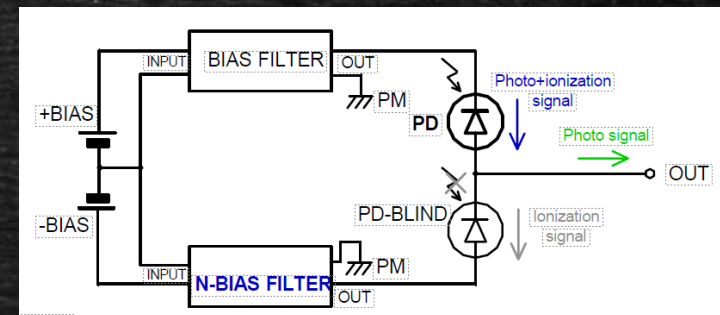 INPUT
BIAS FILTER
OUT
PM
+BIAS
PD
Photo+ionization
signal
Photo signal
OUT
PD-BLIND
Ionization
signal
-BIAS
INPUT
N-BIAS FILTER
PM
OUT